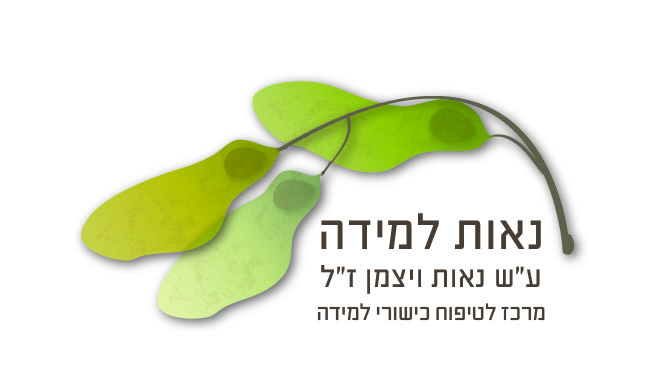 נאות למידה
ע"ש נאות ויצמן ז"ל
מרכז לטיפוח כישורי למידה